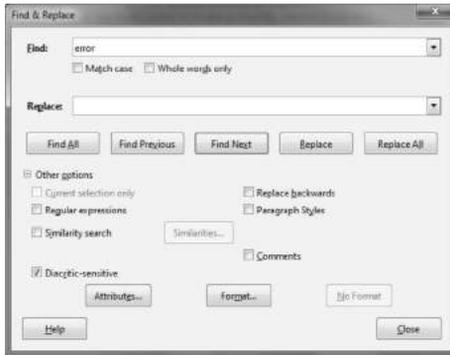 Find & Replace
Find: error
Match case Whole words only
Replace:
Find All Find Previous Find Next Replace Replace All
Other options
Current selection only Replace backwards
Regular expressions Paragraph Styles
Similarity search Similarities...
Comments
Diacritic-sensitive
Attributes... Format... No Format
Help Close